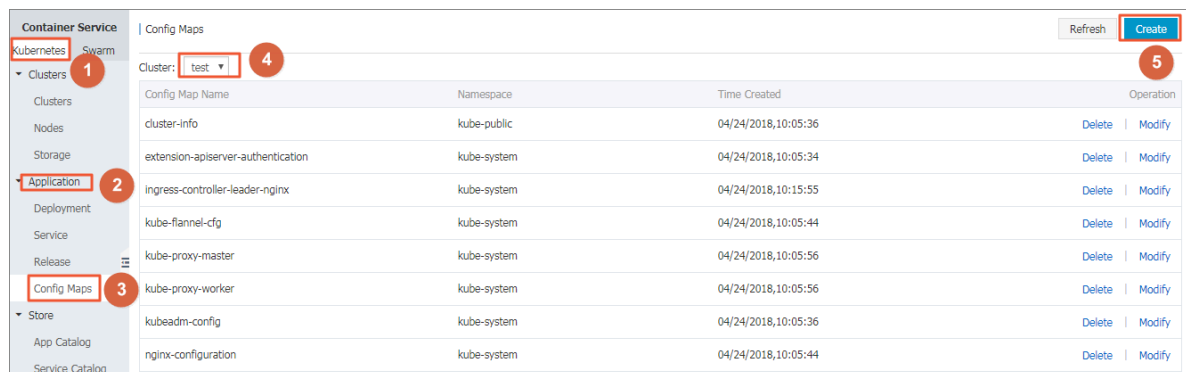 Container Service
Kubernetes Swarm
1
Clusters
Clusters
Nodes
Storage
Application
2
Deployment
Service
Release
Config Maps
3
Store
App Catalog
Service Catalog
Config Maps
Refresh Create
5
Cluster: test
4
Config Map Name Namespace Time Created Operation
cluster-info kube-public 04/24/2018,10:05:36 Delete | Modify
extension-apiserver-authentication kube-system 04/24/2018,10:05:34 Delete | Modify
ingress-controller-leader-nginx kube-system 04/24/2018,10:15:55 Delete | Modify
kube-flannel-cfg kube-system 04/24/2018,10:05:44 Delete | Modify
kube-proxy-master kube-system 04/24/2018,10:05:56 Delete | Modify
kube-proxy-worker kube-system 04/24/2018,10:05:56 Delete | Modify
kubeadm-config kube-system 04/24/2018,10:05:36 Delete | Modify
nginx-configuration kube-system 04/24/2018,10:05:44 Delete | Modify